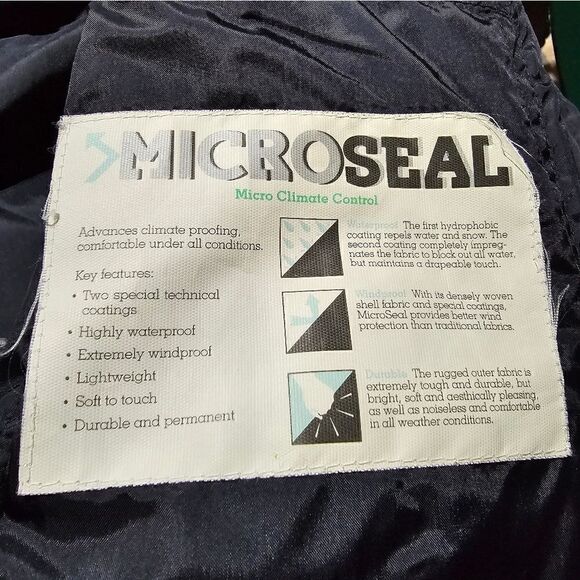 MICROSEAL
Micro Climate Control
Advances climate proofing,
comfortable under all conditions.
Key features:
• Two special technical
coatings
• Highly waterproof
• Extremely windproof
• Lightweight
• Soft to touch
• Durable and permanent
Waterproof The first hydrophobic
coating repels water and snow. The
second coating completely impreg-
nates the fabric to block out all water,
but maintains a drapeable touch.
Windproof With its densely woven
shell fabric and special coatings,
MicroSeal provides better wind
protection than traditional fabrics.
Durable The rugged outer fabric is
extremely tough and durable, but
bright, soft and aesthically pleasing,
as well as noiseless and comfortable
in all weather conditions.